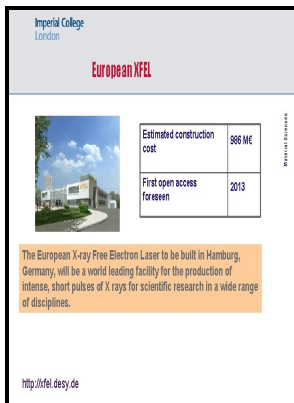 Imperial College
London
European XFEL
Estimated construction
cost
986 M€
First open access
foreseen
2013
The European X-ray Free Electron Laser to be built in Hamburg,
Germany, will be a world leading facility for the production of
intense, short pulses of X rays for scientific research in a wide range
of disciplines.
http://xfel.desy.de